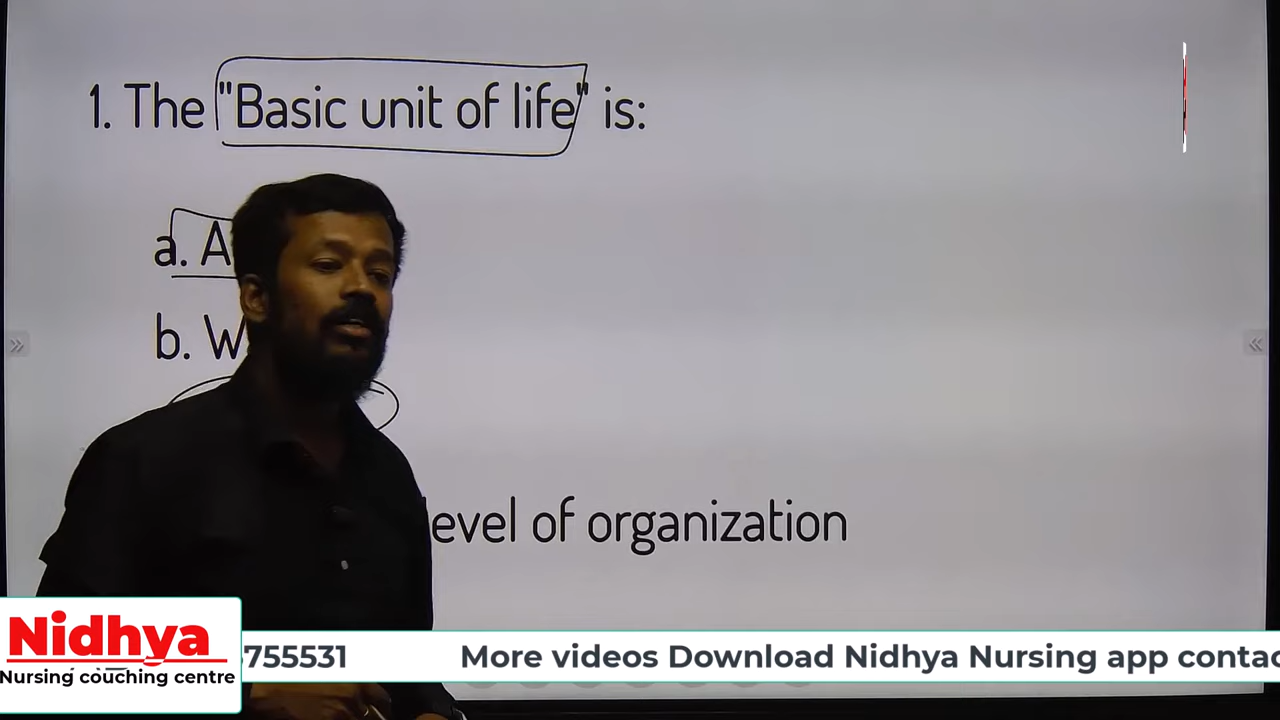 1. The "Basic unit of life" is:
a. A
b. W
level of organization
Nidhya
Nursing couching centre
755531 More videos Download Nidhya Nursing app